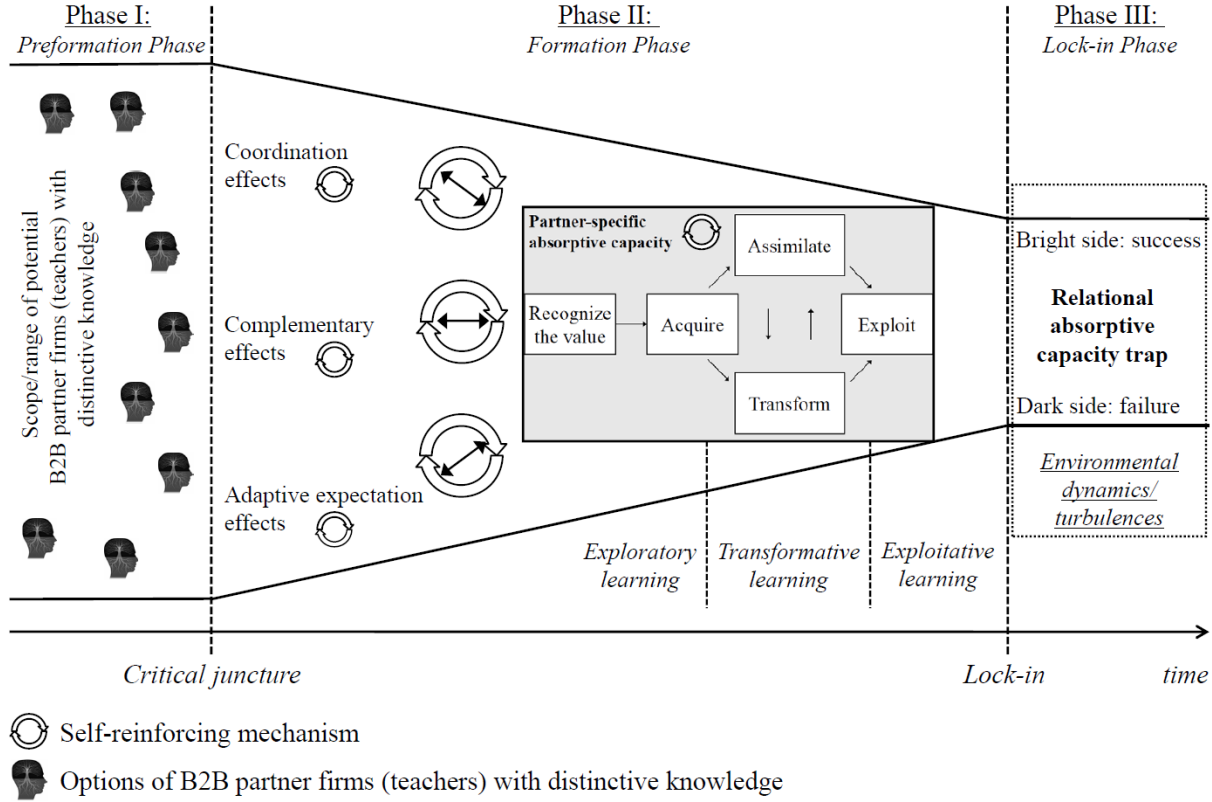 Phase I:
Preformation Phase
Phase II:
Formation Phase
Phase III:
Lock-in Phase
Scope/range of potential
B2B partner firms (teachers) with
distinctive knowledge
Coordination
effects
Complementary
effects
Adaptive expectation
effects
Partner-specific
absorptive capacity
Recognize
the value
Acquire
Assimilate
Transform
Exploit
Exploratory
learning
Transformative
learning
Exploitative
learning
Bright side: success
Relational
absorptive
capacity trap
Dark side: failure
Environmental
dynamics/
turbulences
Critical juncture
Lock-in
time
Self-reinforcing mechanism
Options of B2B partner firms (teachers) with distinctive knowledge